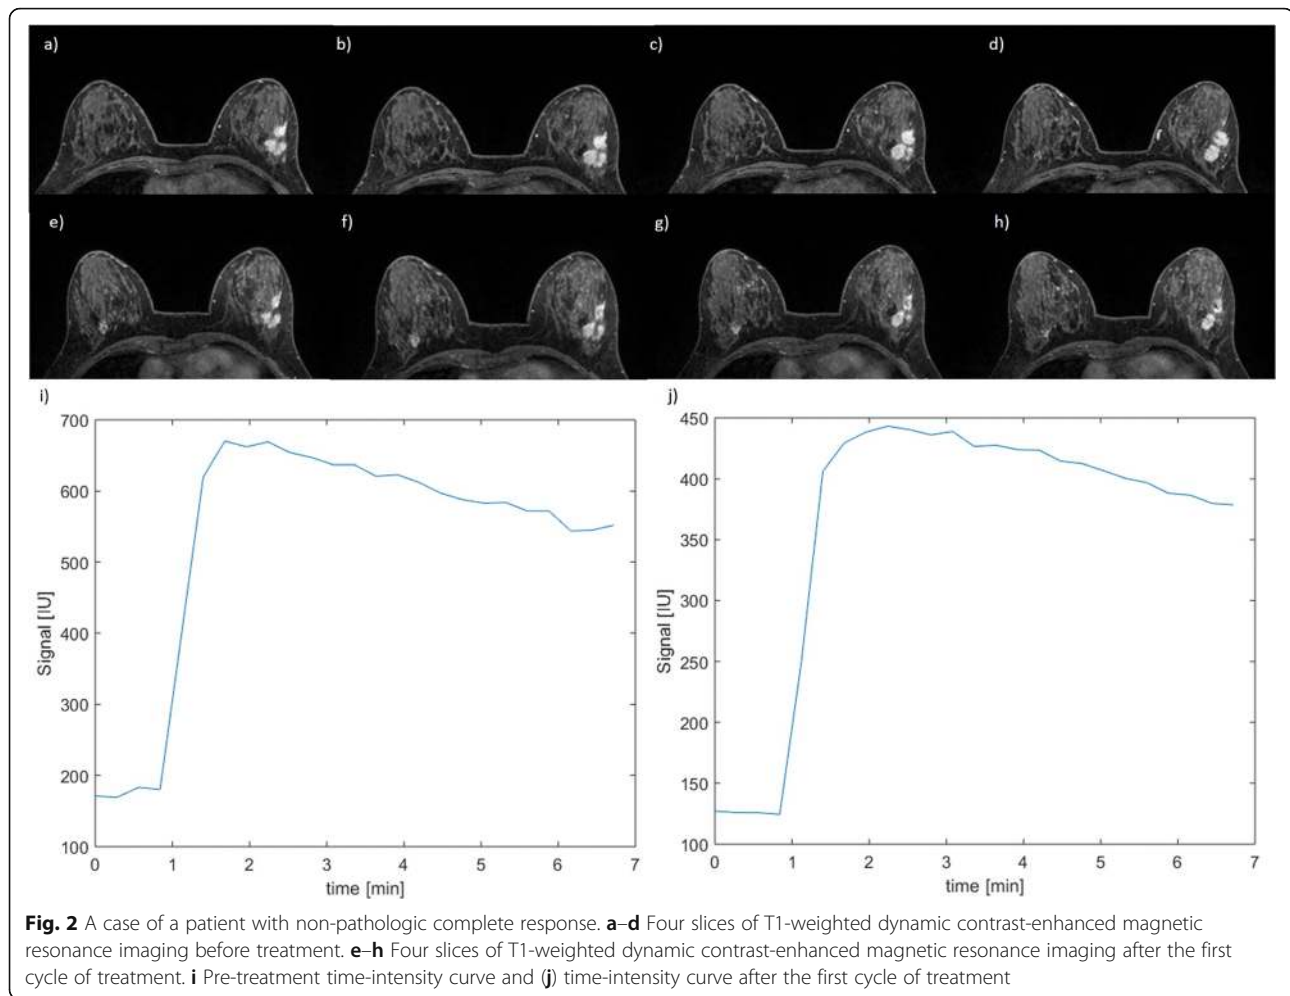 a)
b)
c)
d)
e)
f)
g)
h)
i)
j)
700
600
500
400
300
200
100
Signal [IU]
0 1 2 3 4 5 6 7
time [min]
450
400
350
300
250
200
150
100
Signal [IU]
0 1 2 3 4 5 6 7
time [min]
Fig. 2 A case of a patient with non-pathologic complete response. a–d Four slices of T1-weighted dynamic contrast-enhanced magnetic
resonance imaging before treatment. e–h Four slices of T1-weighted dynamic contrast-enhanced magnetic resonance imaging after the first
cycle of treatment. i Pre-treatment time-intensity curve and (j) time-intensity curve after the first cycle of treatment